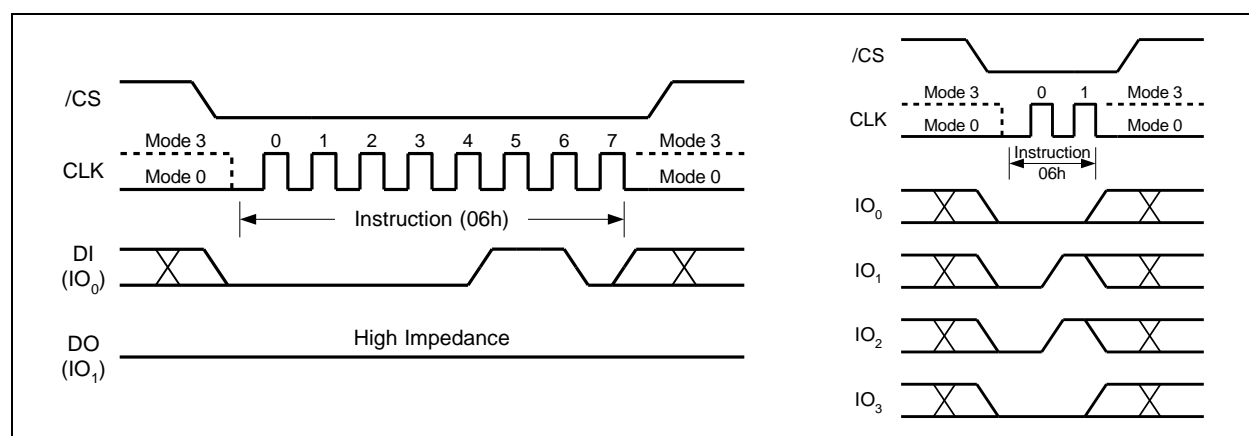 /CS
Mode 3 0 1 2 3 4 5 6 7 Mode 3
CLK
Mode 0 Mode 0
Instruction (06h)
DI
(IO0)
High Impedance
DO
(IO1)
/CS
Mode 3 0 1 Mode 3
CLK
Mode 0 Mode 0
Instruction
06h
IO0
IO1
IO2
IO3